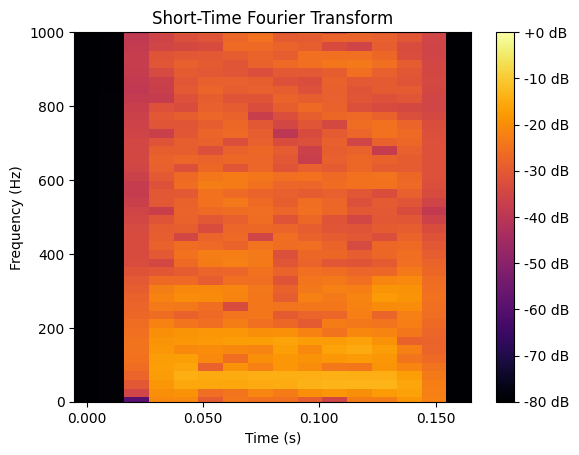 Short-Time Fourier Transform
1000
800
600
400
200
0
Frequency (Hz)
0.000
0.050
0.100
0.150
Time (s)
+0 dB
-10 dB
-20 dB
-30 dB
-40 dB
-50 dB
-60 dB
-70 dB
-80 dB